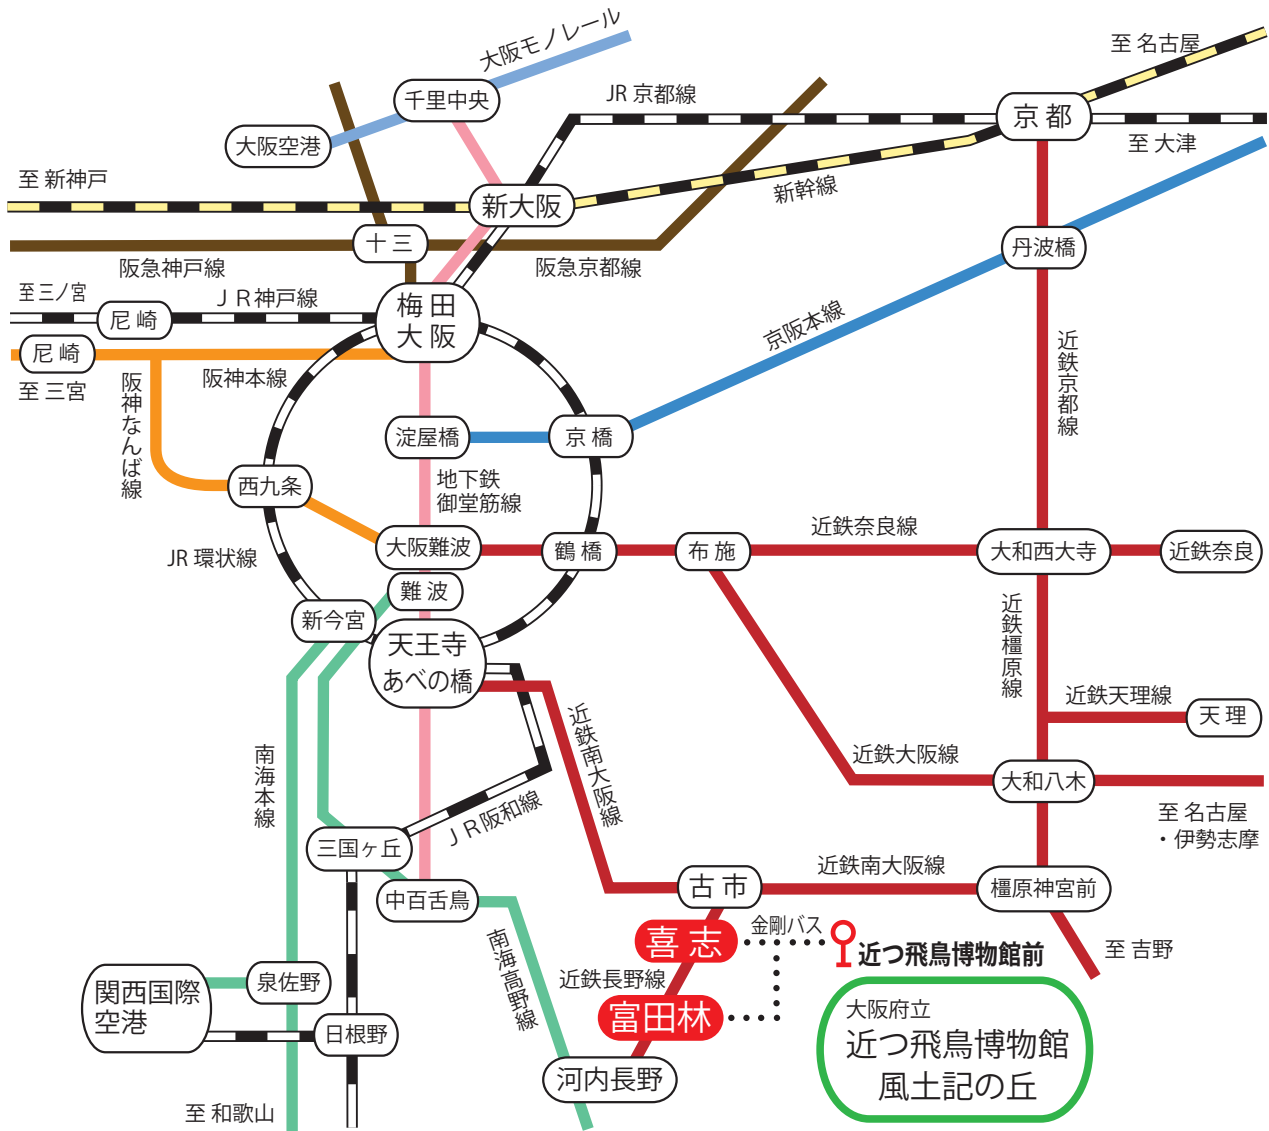 大阪モノレール
至 名古屋
千里中央
JR 京都線
京都
大阪空港
至 大津
至 新神戸
新幹線
新大阪
十三
丹波橋
阪急神戸線
阪急京都線
至三ノ宮
ＪＲ神戸線
尼崎
梅田
大阪
京阪本線
尼崎
至 三宮
阪神本線
阪神なんば線
近鉄京都線
淀屋橋
京橋
地下鉄
御堂筋線
西九条
近鉄奈良線
大阪難波
鶴橋
布施
大和西大寺
近鉄奈良
JR 環状線
難波
新今宮
近鉄橿原線
天王寺
あべの橋
近鉄天理線
天理
近鉄南大阪線
南海本線
近鉄大阪線
大和八木
ＪＲ阪和線
至 名古屋
・伊勢志摩
三国ヶ丘
近鉄南大阪線
中百舌鳥
古市
橿原神宮前
金剛バス
喜志
近つ飛鳥博物館前
至 吉野
南海高野線
近鉄長野線
泉佐野
関西国際
空港
富田林
大阪府立
近つ飛鳥博物館
風土記の丘
日根野
河内長野
至 和歌山